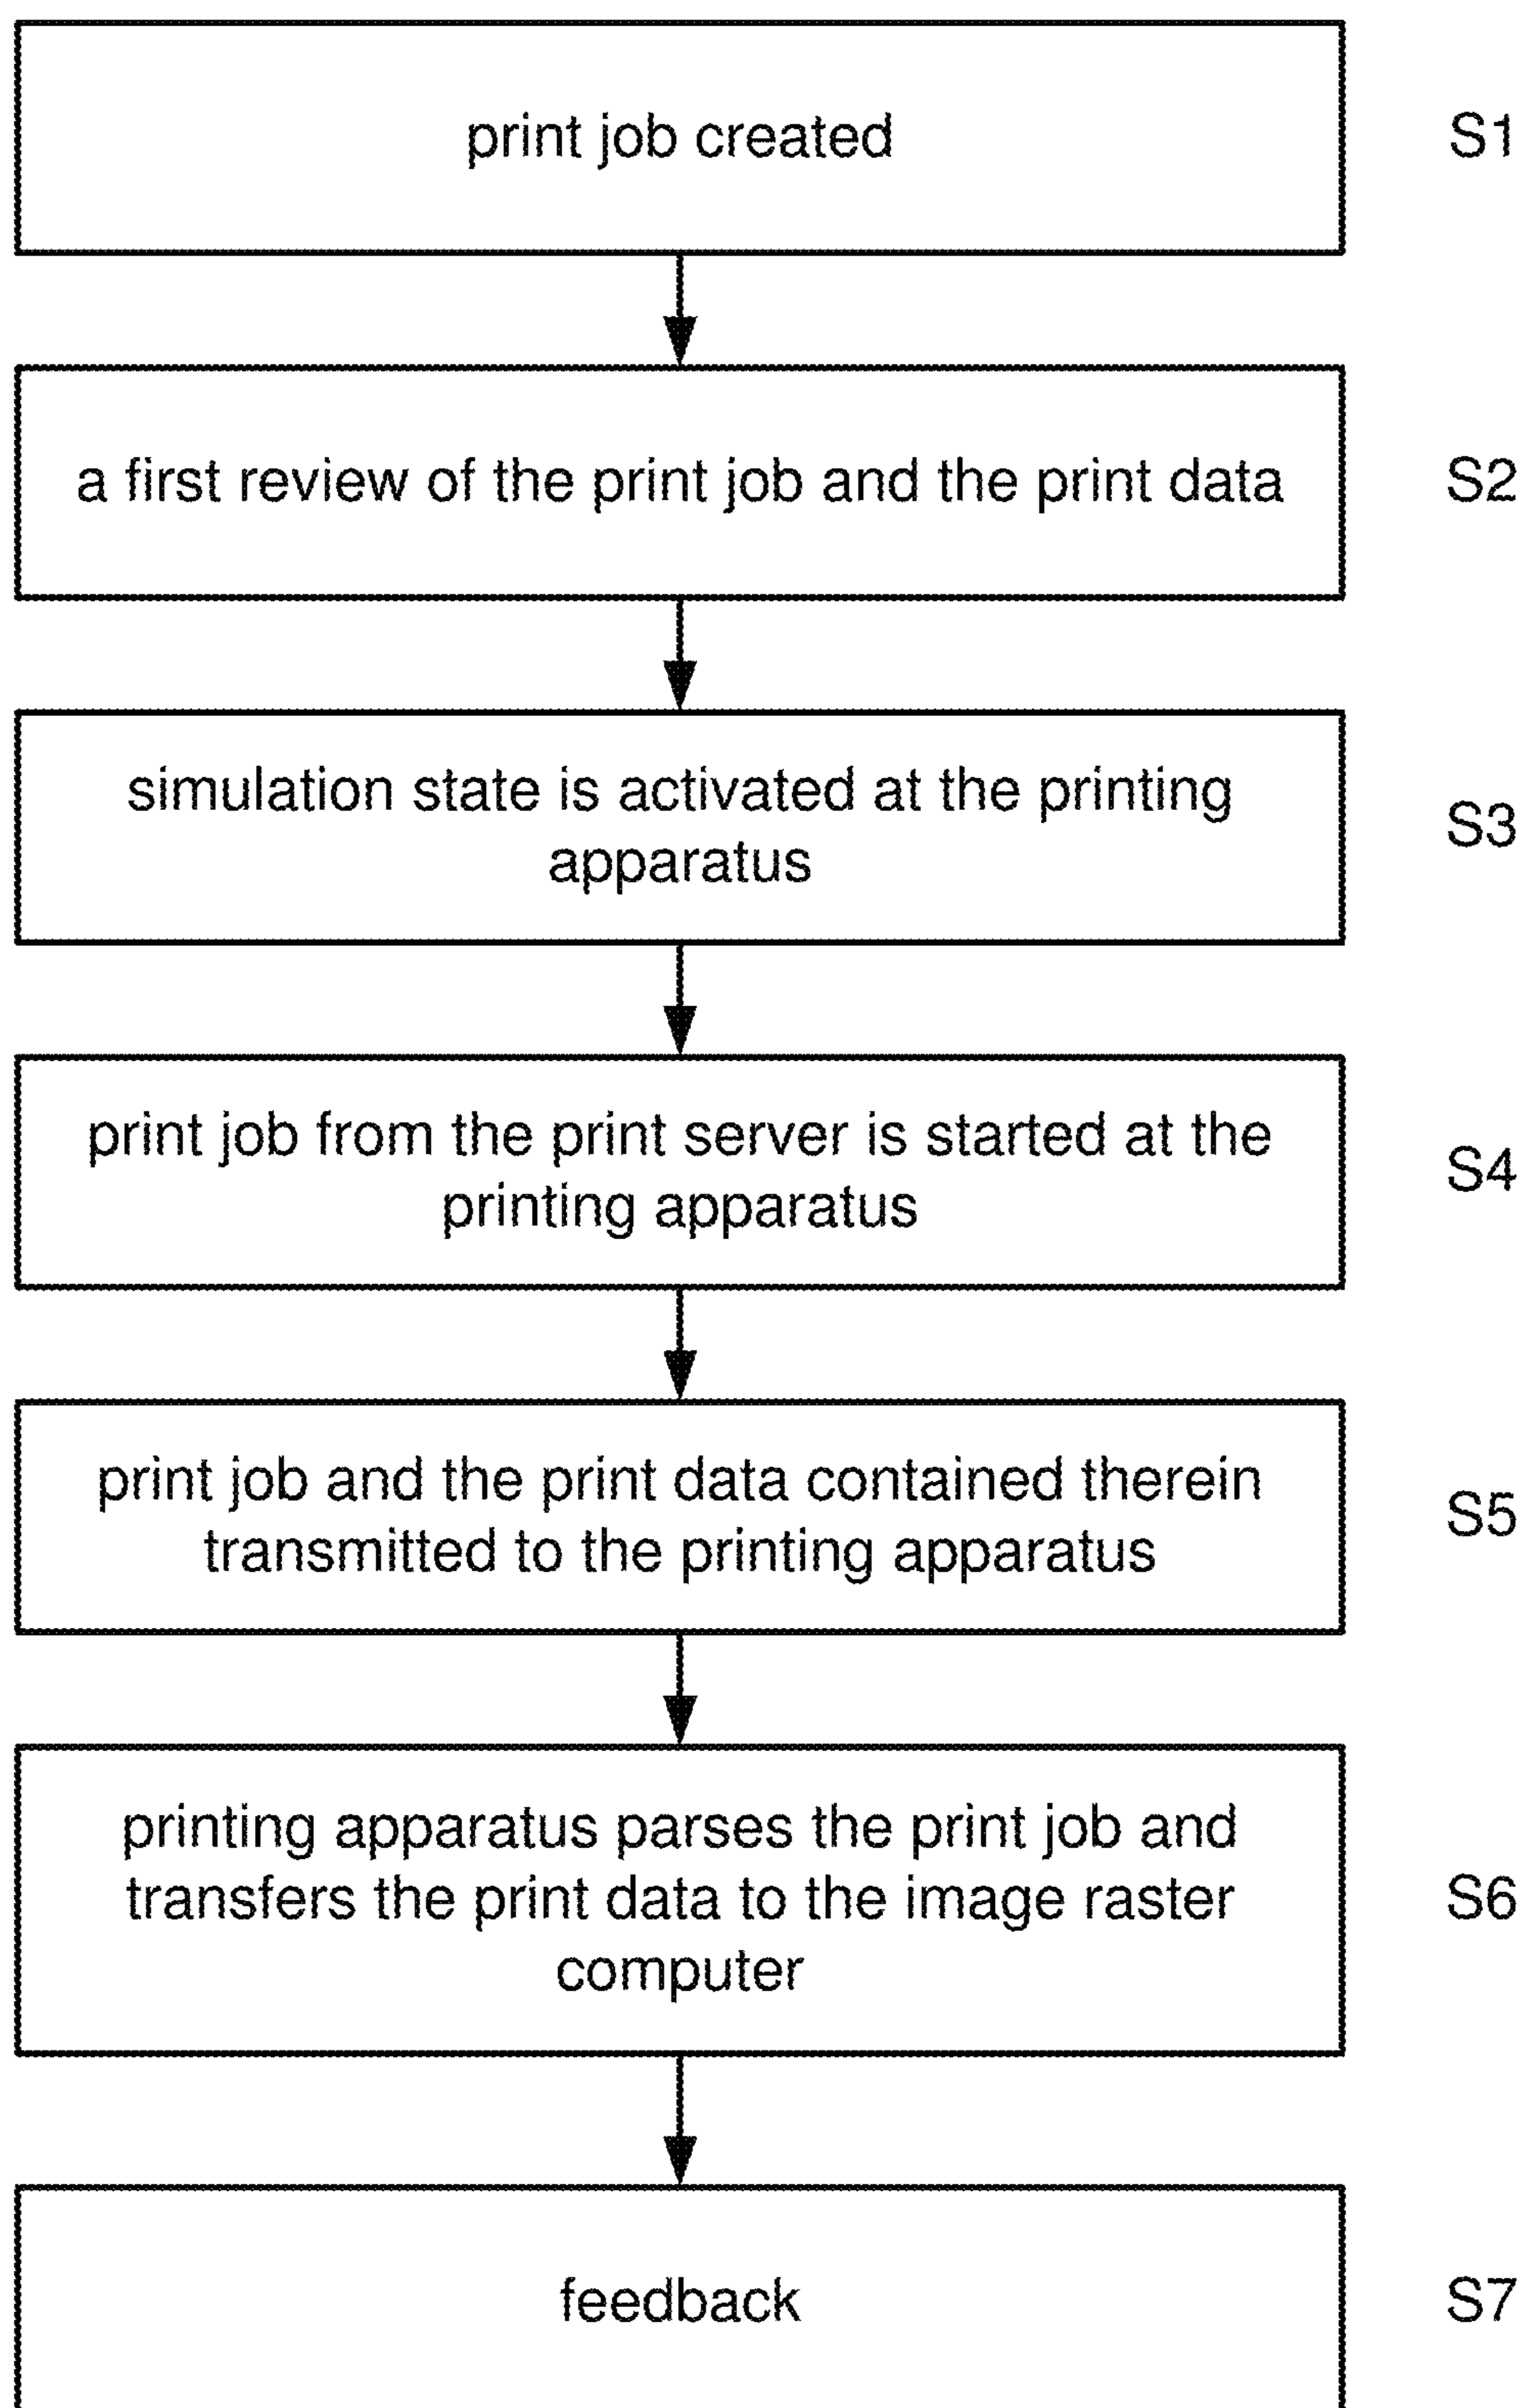 print job created
S1
a first review of the print job and the print data
S2
simulation state is activated at the printing
apparatus
S3
print job from the print server is started at the
printing apparatus
S4
print job and the print data contained therein
transmitted to the printing apparatus
S5
printing apparatus parses the print job and
transfers the print data to the image raster
computer
S6
feedback
S7